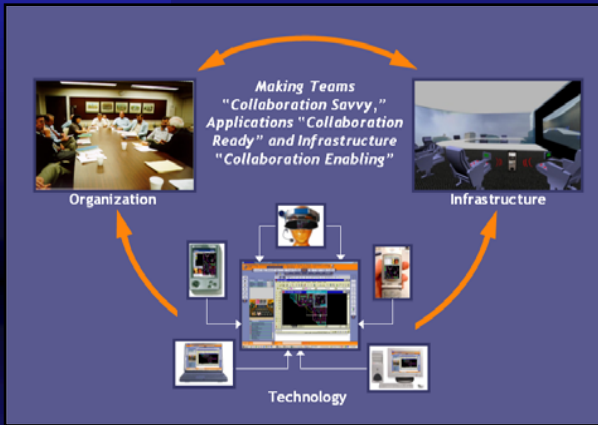 Making Teams
"Collaboration Savvy,"
Applications "Collaboration
Ready" and Infrastructure
"Collaboration Enabling"
Organization
Infrastructure
Technology